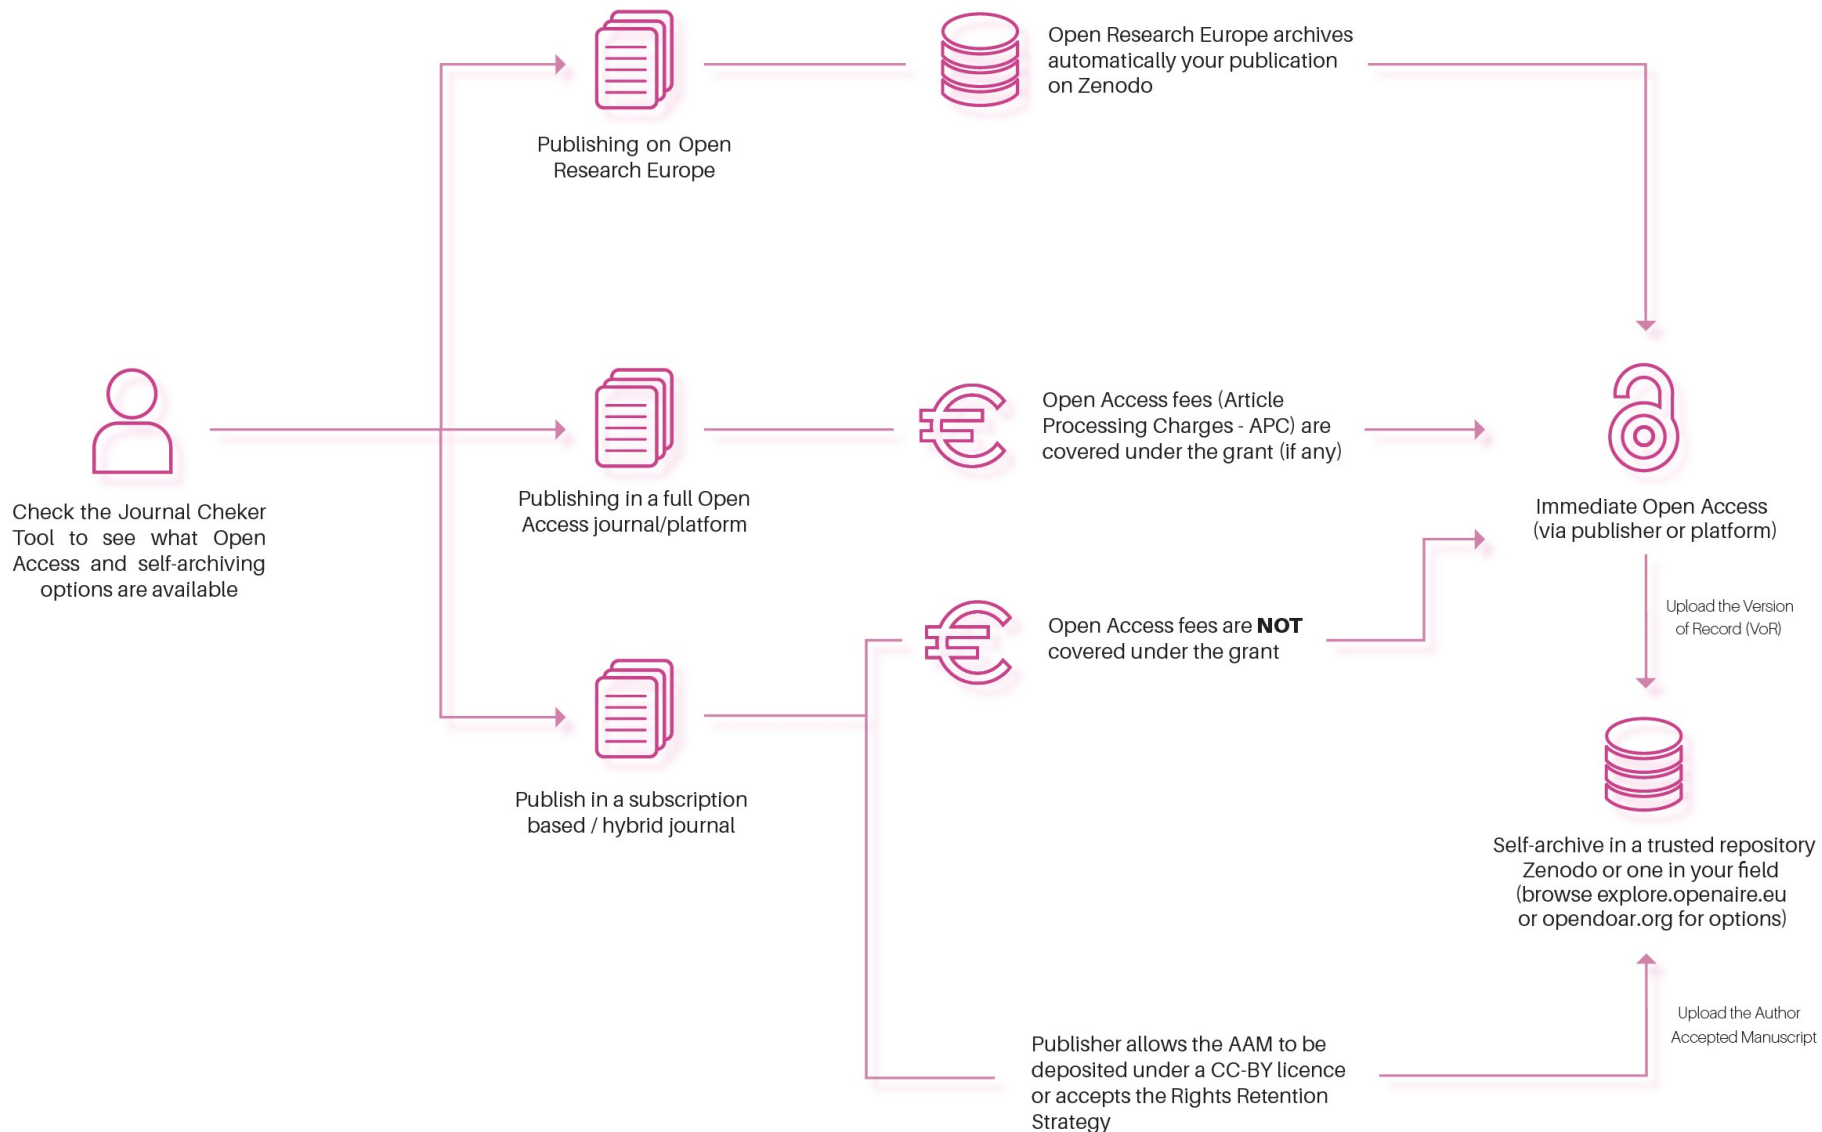 Open Research Europe archives
automatically your publication
on Zenodo
Publishing on Open
Research Europe
Check the Journal Cheker
Tool to see what Open
Access and self-archiving
options are available
Publishing in a full Open
Access journal/platform
Open Access fees (Article
Processing Charges - APC) are
covered under the grant (if any)
Immediate Open Access
(via publisher or platform)
Upload the Version
of Record (VoR)
Open Access fees are NOT
covered under the grant
Publish in a subscription
based / hybrid journal
Self-archive in a trusted repository
Zenodo or one in your field
(browse explore.openaire.eu
or opendoar.org for options)
Upload the Author
Accepted Manuscript
Publisher allows the AAM to be
deposited under a CC-BY licence
or accepts the Rights Retention
Strategy